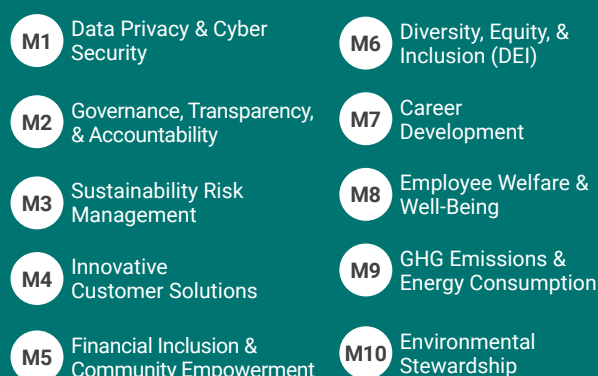 M1
Data Privacy & Cyber
Security
M2
Governance, Transparency,
& Accountability
M3
Sustainability Risk
Management
M4
Innovative
Customer Solutions
M5
Financial Inclusion &
Community Empowerment
M6
Diversity, Equity, &
Inclusion (DEI)
M7
Career
Development
M8
Employee Welfare &
Well-Being
M9
GHG Emissions &
Energy Consumption
M10
Environmental
Stewardship